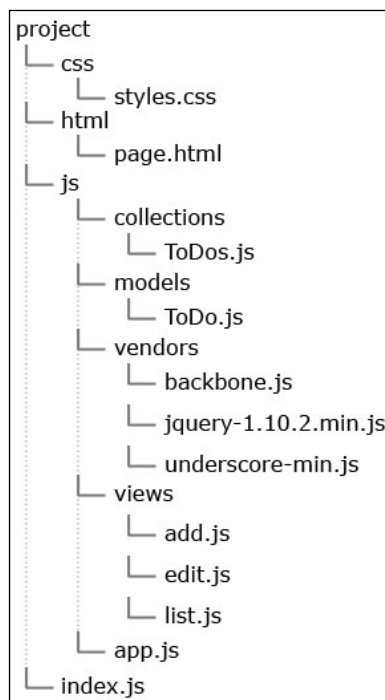 project
css
styles.css
html
page.html
js
collections
ToDos.js
models
ToDo.js
vendors
backbone.js
jquery-1.10.2.min.js
underscore-min.js
views
add.js
edit.js
list.js
app.js
index.js